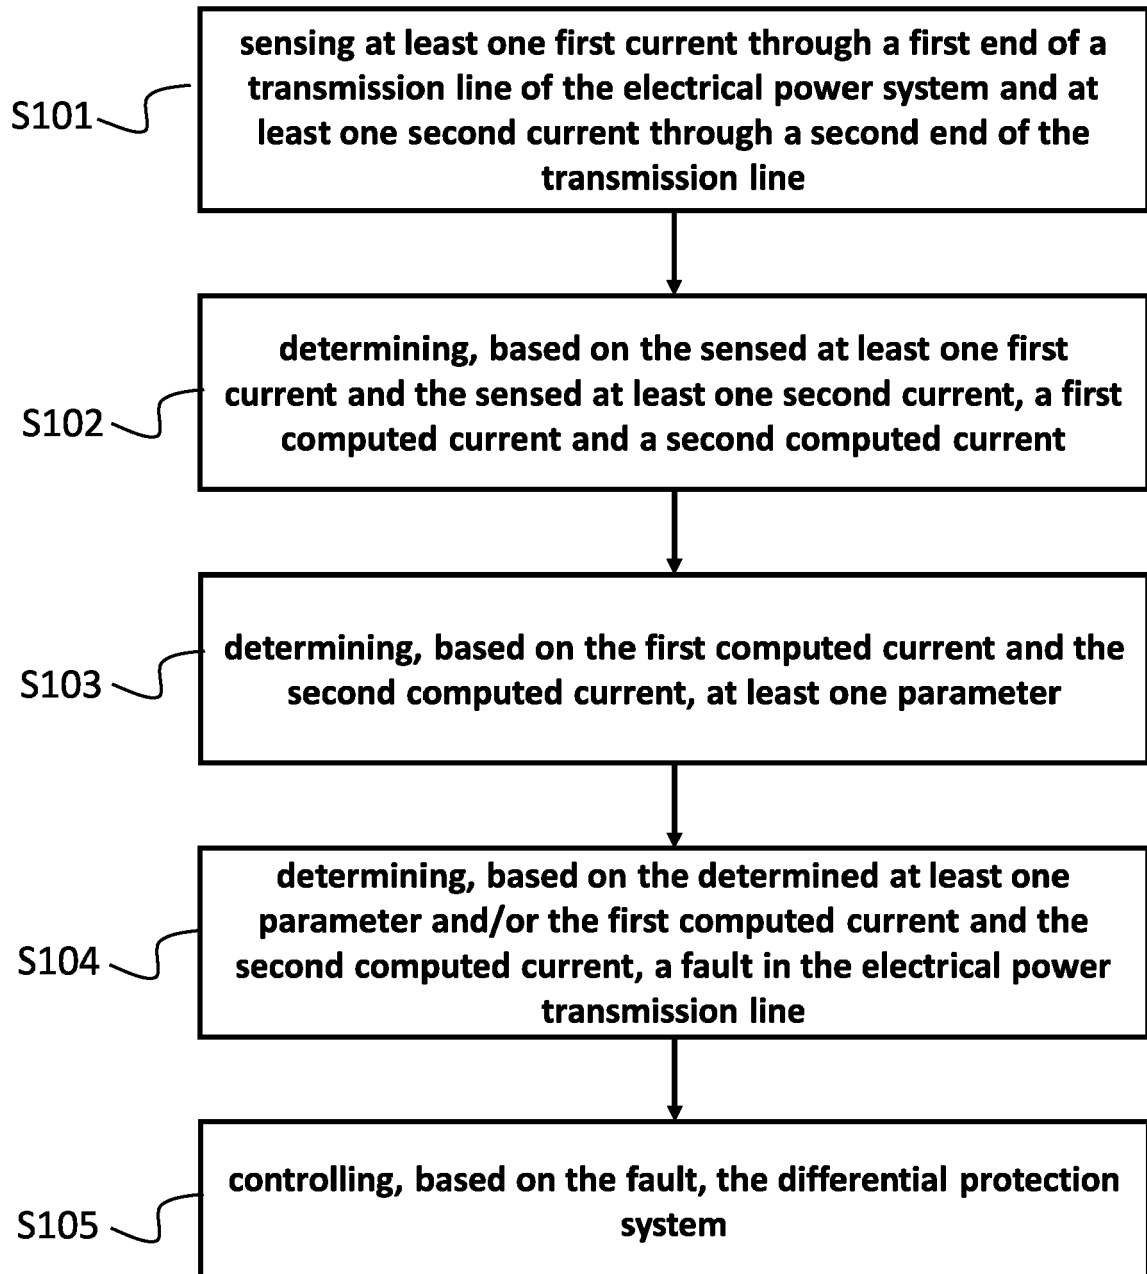 sensing at least one first current through a first end of a
transmission line of the electrical power system and at
least one second current through a second end of the
transmission line
S101
determining, based on the sensed at least one first
current and the sensed at least one second current, a first
computed current and a second computed current
S102
determining, based on the first computed current and the
second computed current, at least one parameter
S103
determining, based on the determined at least one
parameter and/or the first computed current and the
second computed current, a fault in the electrical power
transmission line
S104
controlling, based on the fault, the differential protection
system
S105